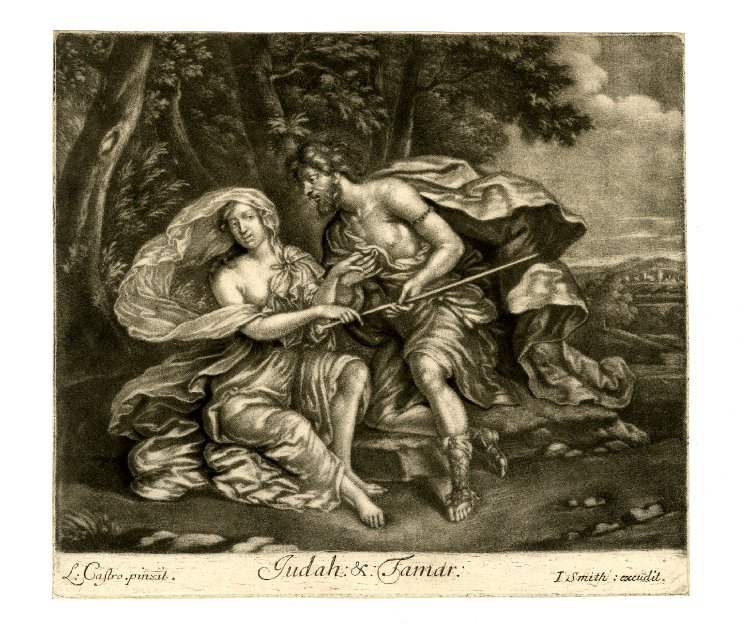 L: Castro. pinxit.
Judah: &: Tamar:
I Smith: excudit.